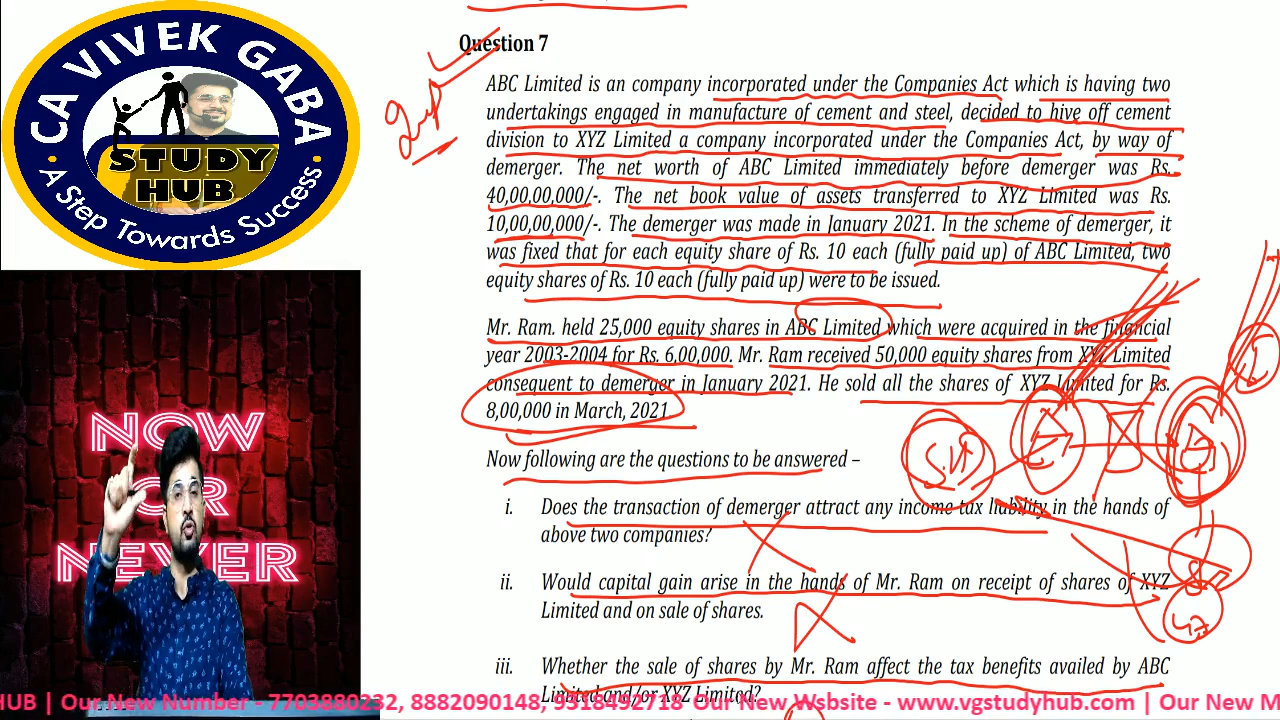 CA VIVEK GABA
STUDY
HUB
A Step Towards Success
NOW
OR
NEVER
Question 7
ABC Limited is an company incorporated under the Companies Act which is having two
undertakings engaged in manufacture of cement and steel, decided to hive off cement
division to XYZ Limited a company incorporated under the Companies Act, by way of
demerger. The net worth of ABC Limited immediately before demerger was Rs.
40,00,00,000/-. The net book value of assets transferred to XYZ Limited was Rs.
10,00,00,000/-. The demerger was made in January 2021. In the scheme of demerger, it
was fixed that for each equity share of Rs. 10 each (fully paid up) of ABC Limited, two
equity shares of Rs. 10 each (fully paid up) were to be issued.
Mr. Ram. held 25,000 equity shares in ABC Limited which were acquired in the financial
year 2003-2004 for Rs. 6,00,000. Mr. Ram received 50,000 equity shares from XYZ Limited
consequent to demerger in January 2021. He sold all the shares of XYZ Limited for Rs.
8,00,000 in March, 2021
Now following are the questions to be answered –
i. Does the transaction of demerger attract any income tax liability in the hands of
above two companies?
ii. Would capital gain arise in the hands of Mr. Ram on receipt of shares of XYZ
Limited and on sale of shares.
iii. Whether the sale of shares by Mr. Ram affect the tax benefits availed by ABC
Limited and/or XYZ Limited?
HUB | Our New Number - 7703880232, 8882090148, 9318492718 Our New Wsbsite - www.vgstudyhub.com | Our New